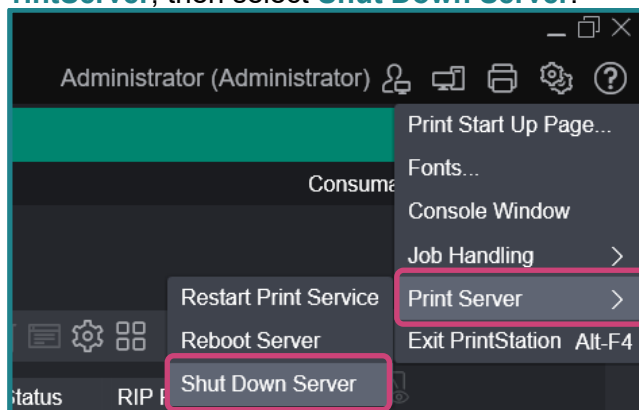 rintServer, then select Shut Down Server.
Administrator (Administrator)
Print Start Up Page...
Consuma
Fonts...
Console Window
Job Handling >
Restart Print Service
Print Server >
Reboot Server
Exit PrintStation Alt-F4
Shut Down Server
Status RIP